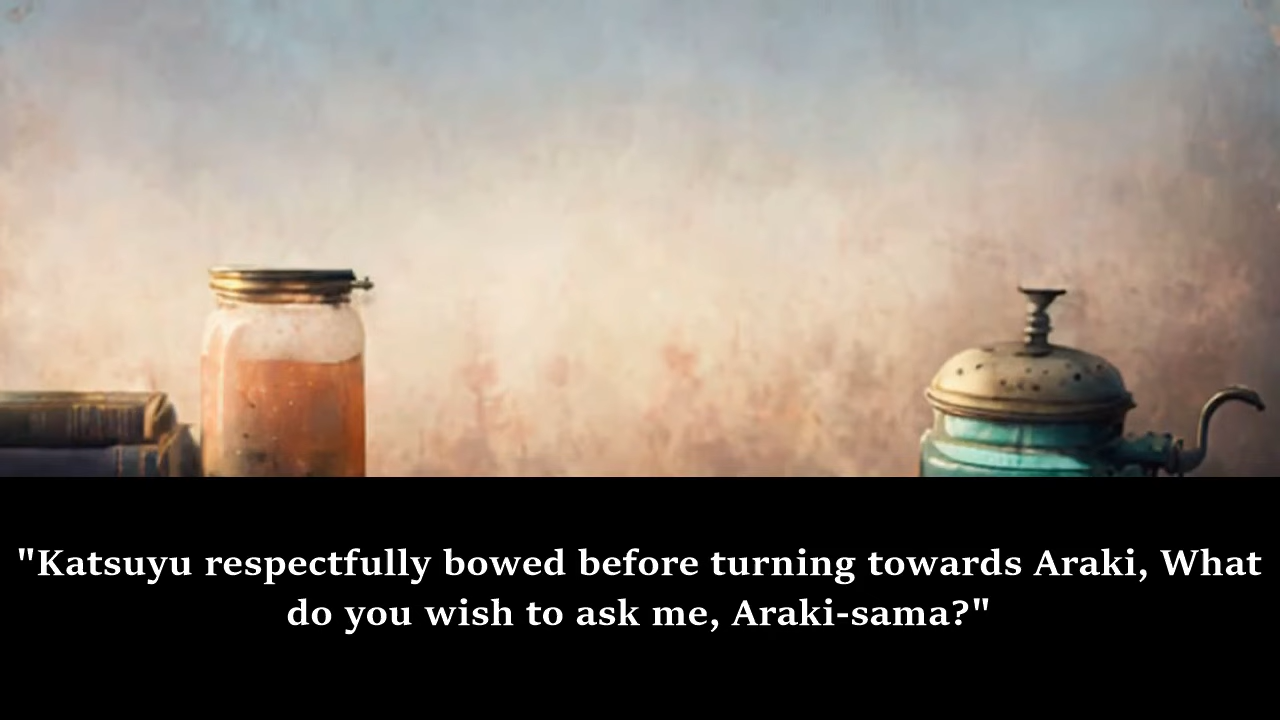 "Katsuyu respectfully bowed before turning towards Araki, What
do you wish to ask me, Araki-sama?"